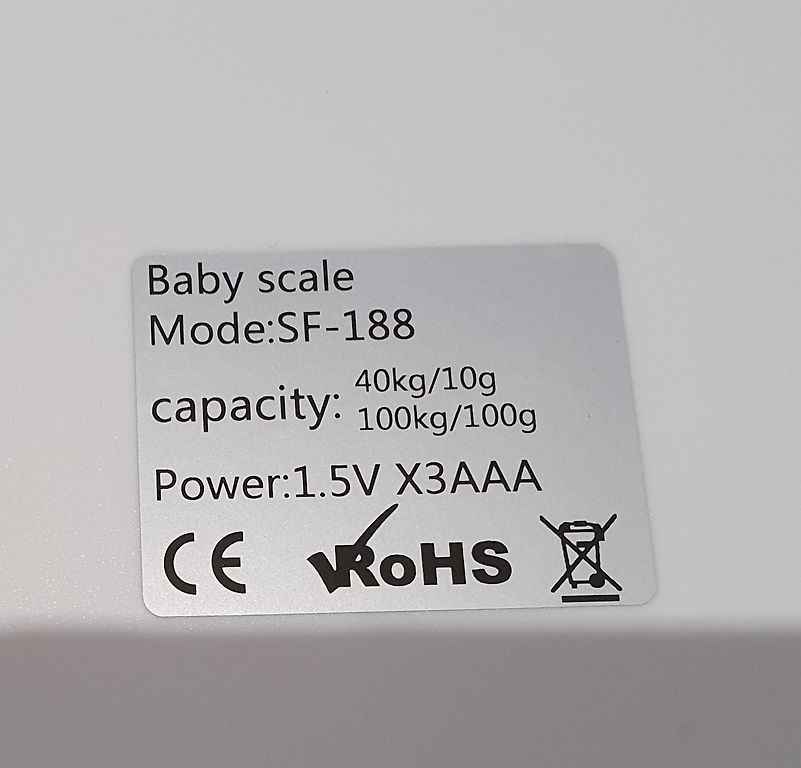 Baby scale
Mode:SF-188
capacity: 40kg/10g
100kg/100g
Power:1.5V X3AAA
CE RoHS